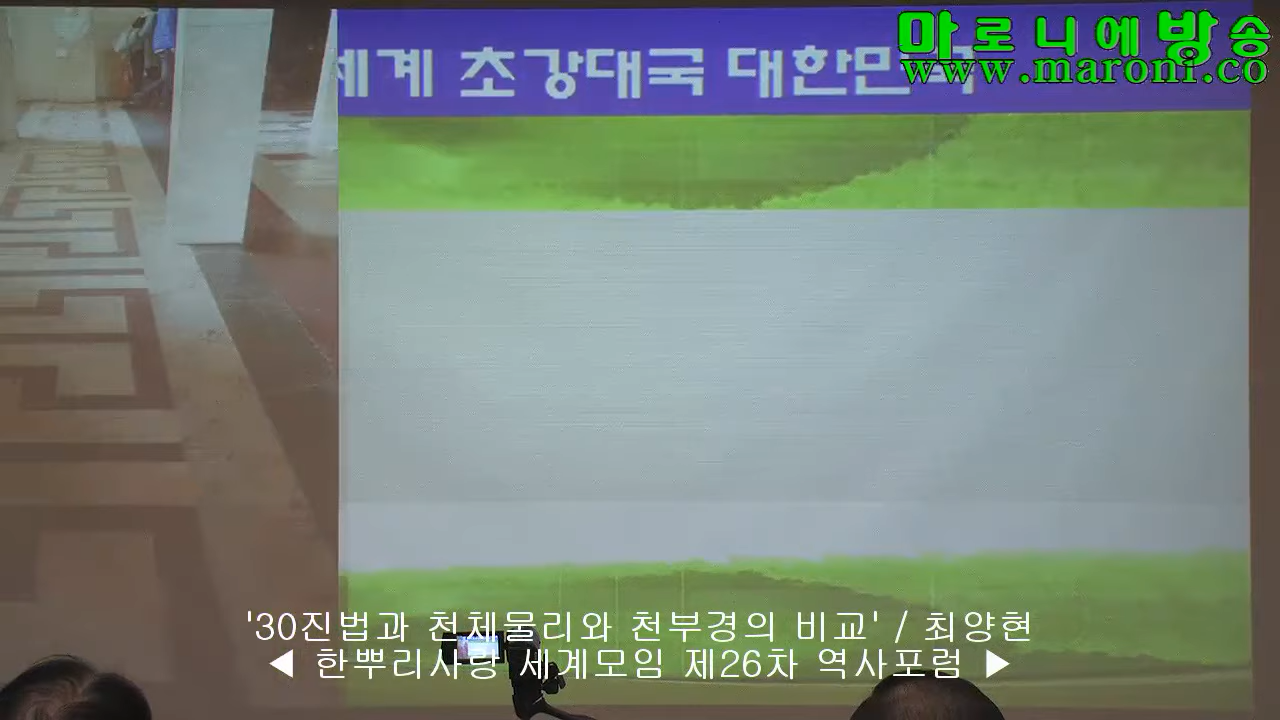 마로니에방송
www.maroni.co
세계 초강대국 대한민국
'30진법과 천체물리와 천부경의 비교' / 최양현
◀ 한뿌리사랑 세계모임 제26차 역사포럼 ▶